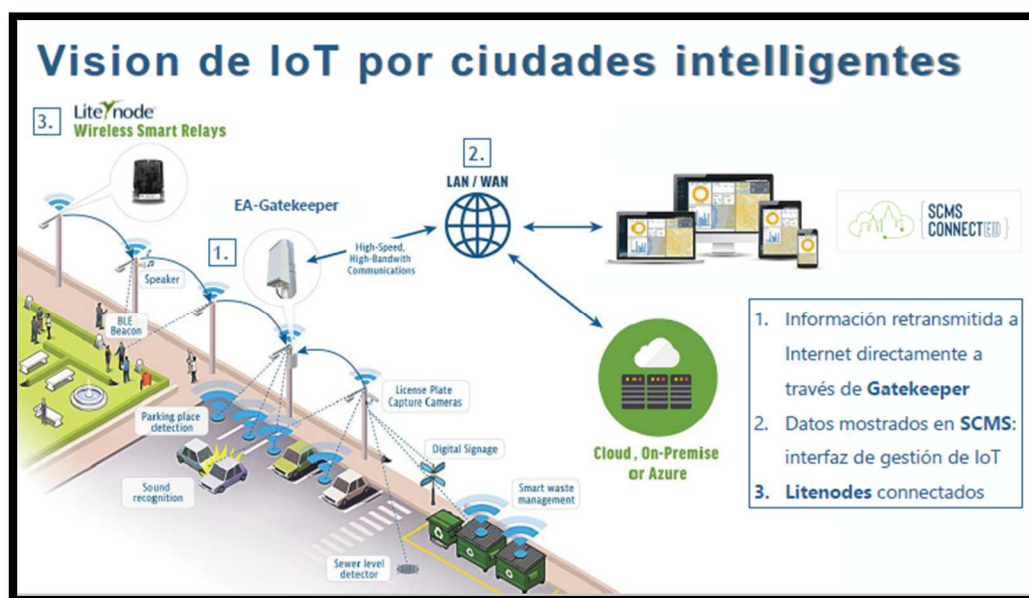 Vision de IoT por ciudades intelligentes
3.
LiteYnode
Wireless Smart Relays
EA-Gatekeeper
1.
High-Speed,
High-Bandwith
Communications
2.
LAN / WAN
SCMS
CONNECT[ED}
Speaker
BLE
Beacon
License Plate
Capture Cameras
Parking place
detection
Digital Signage
Sound
recognition
Smart waste
management
Sewer level
detector
Cloud, On-Premise
or Azure
1. Información retransmitida a
Internet directamente a
través de Gatekeeper
2. Datos mostrados en SCMS:
interfaz de gestión de IoT
3. Litenodes connectados